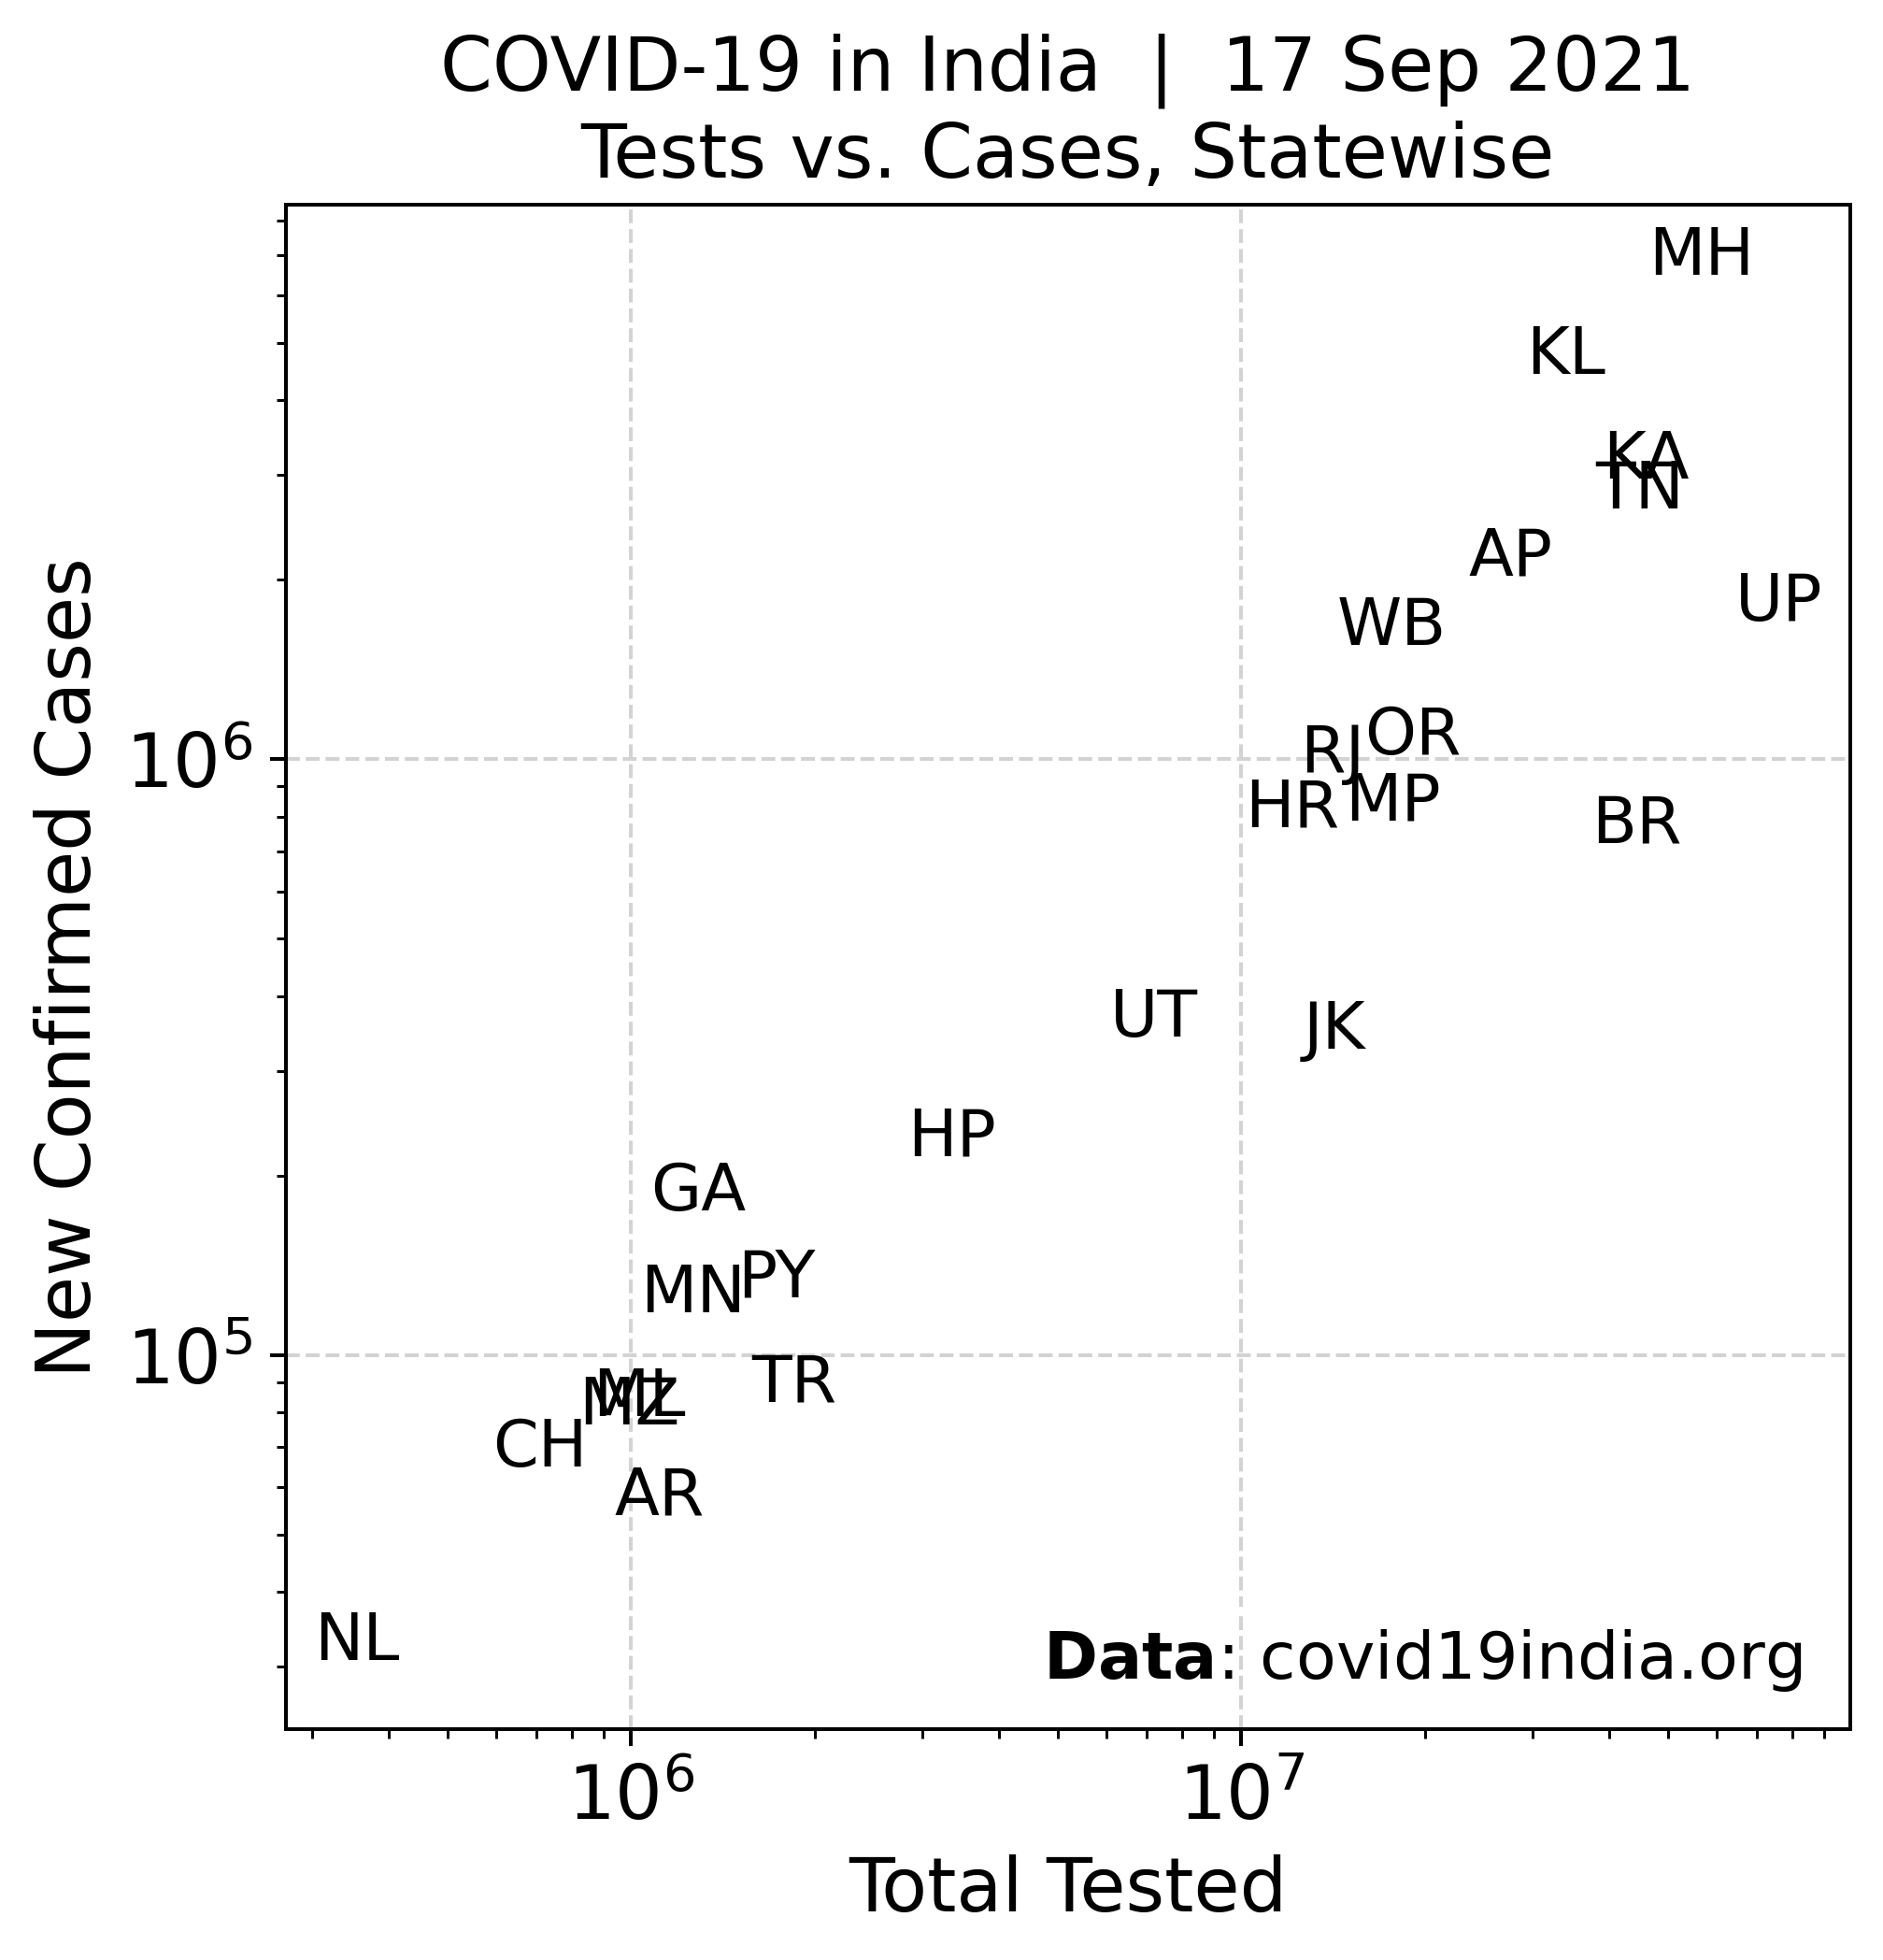 COVID-19 in India | 17 Sep 2021
Tests vs. Cases, Statewise
MH
KL
KA
TN
AP
UP
WB
OR
RJ
MP
HR
BR
UT
JK
HP
GA
PY
MN
TR
ML
MZ
CH
AR
NL
Data: covid19india.org
New Confirmed Cases
10⁶
10⁵
10⁶ 10⁷
Total Tested